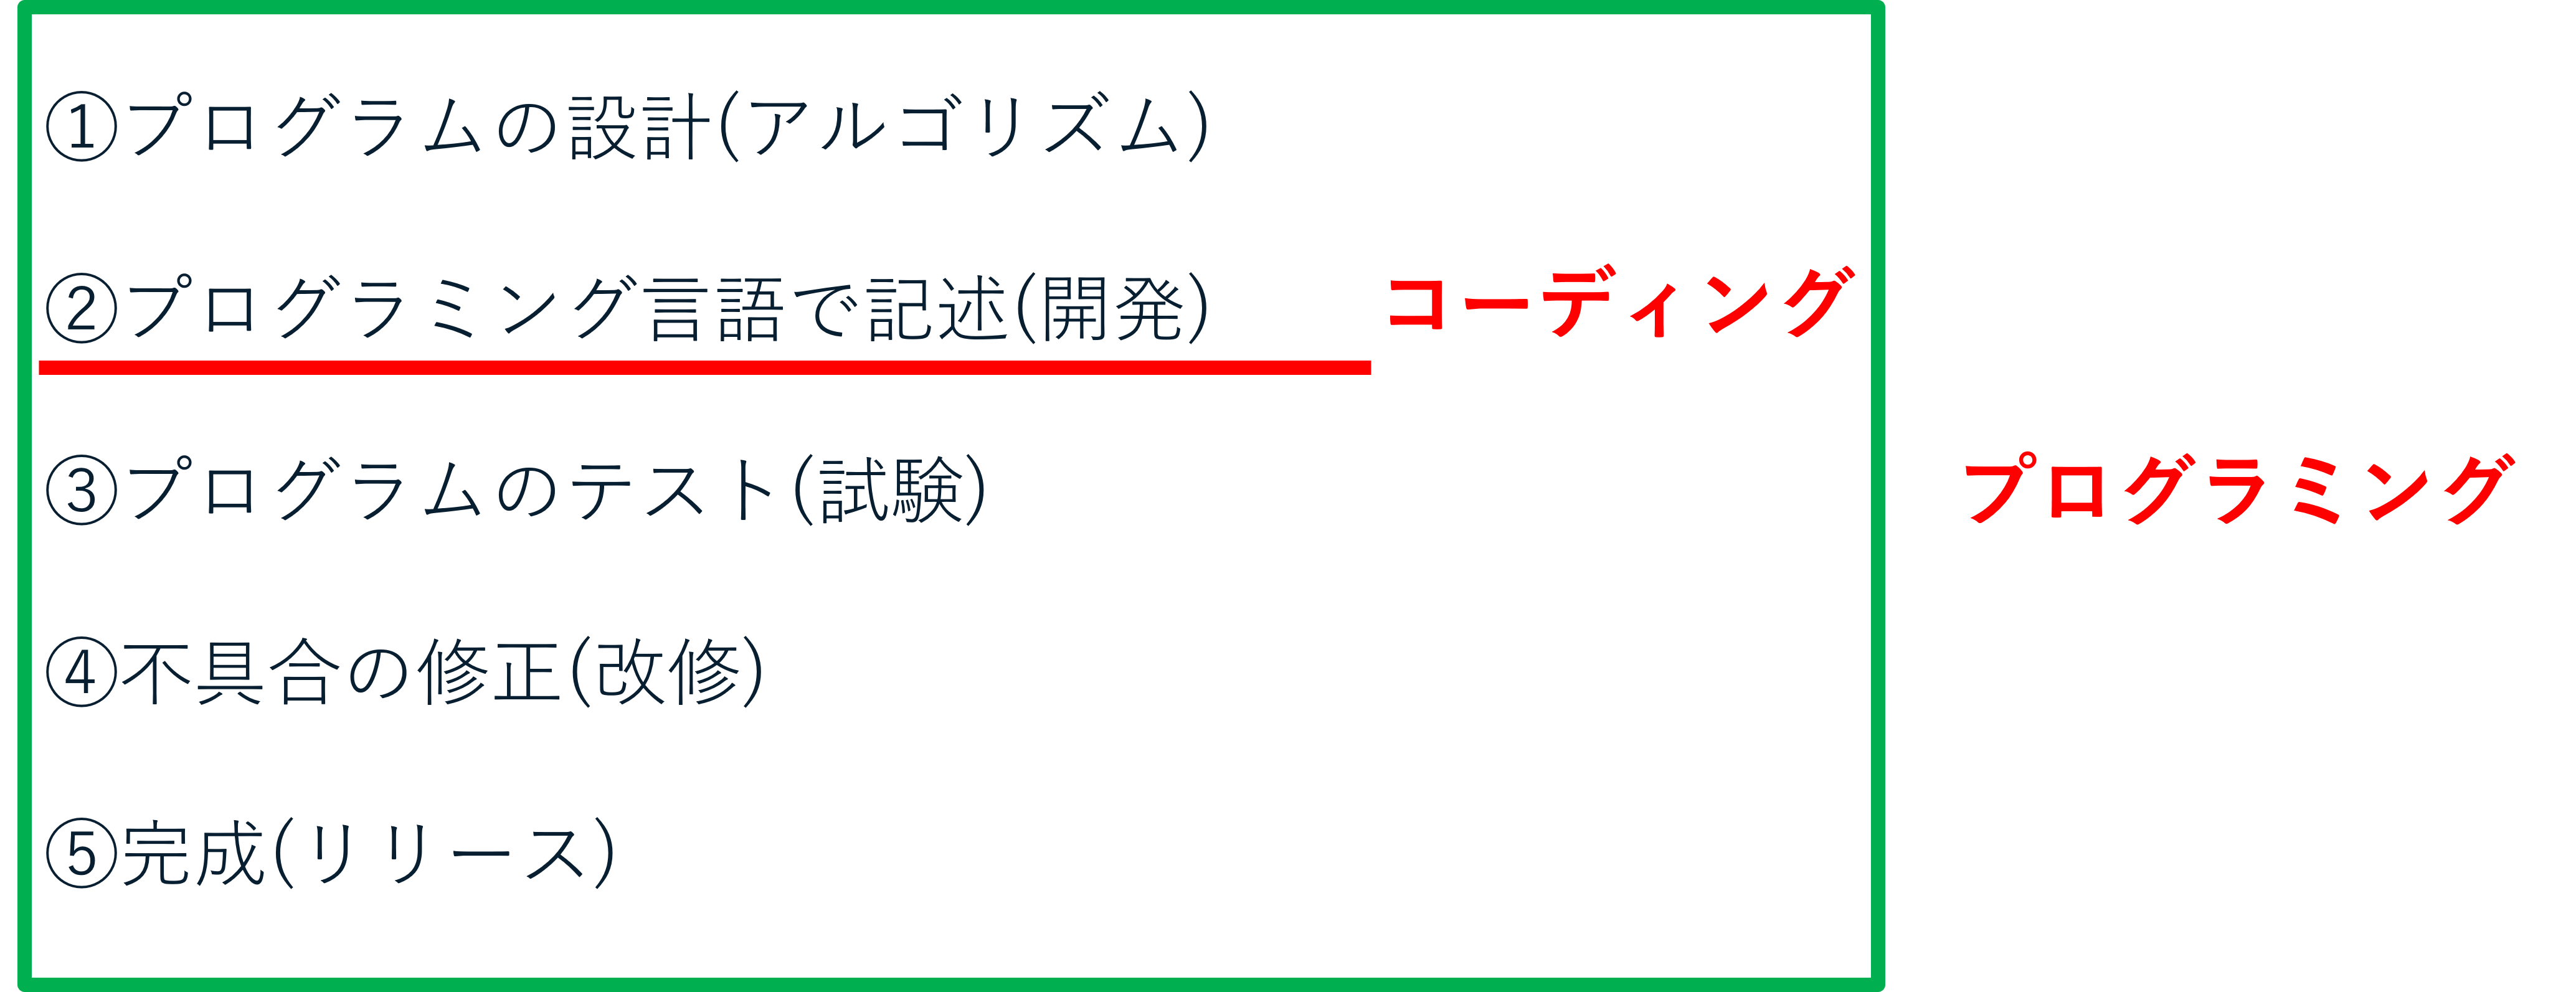 ①プログラムの設計(アルゴリズム)
②プログラミング言語で記述(開発)
コーディング
③プログラムのテスト(試験)
プログラミング
④不具合の修正(改修)
⑤完成(リリース)